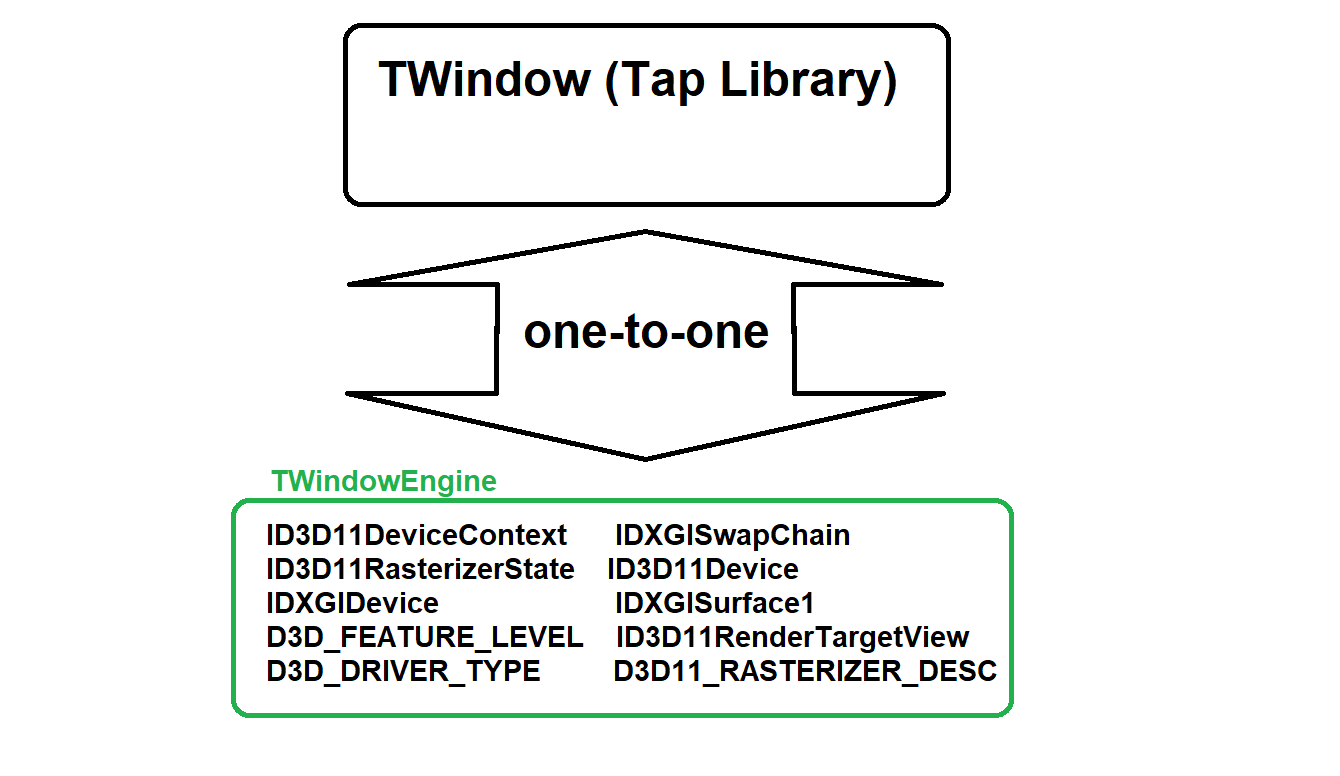 TWindow (Tap Library)
one-to-one
TWindowEngine
ID3D11DeviceContext IDXGISwapChain
ID3D11RasterizerState ID3D11Device
IDXGIDevice IDXGISurface1
D3D_FEATURE_LEVEL ID3D11RenderTargetView
D3D_DRIVER_TYPE D3D11_RASTERIZER_DESC